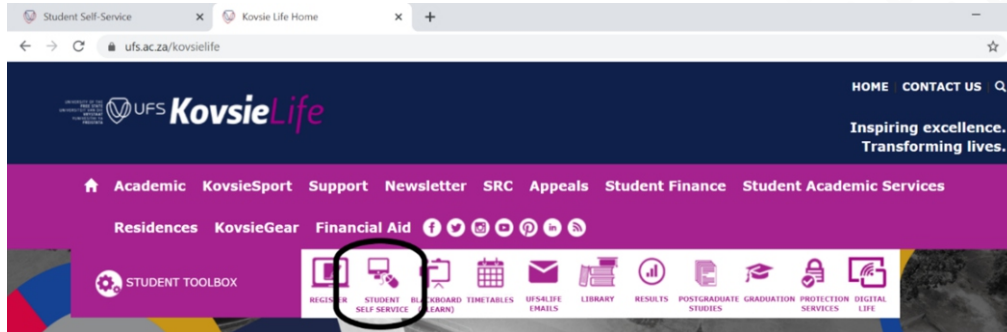 Student Self-Service
Kovsie Life Home
ufs.ac.za/kovsielife
HOME CONTACT US
UFS KovsieLife
Inspiring excellence.
Transforming lives.
Academic KovsieSport Support Newsletter SRC Appeals Student Finance Student Academic Services
Residences KovsieGear Financial Aid
STUDENT TOOLBOX
REGISTER
STUDENT
SELF SERVICE
BLACKBOARD
TIMETABLES
UFS4LIFE
EMAILS
LIBRARY
RESULTS
POSTGRADUATE
STUDIES
GRADUATION
PROTECTION
SERVICES
DIGITAL
LIFE